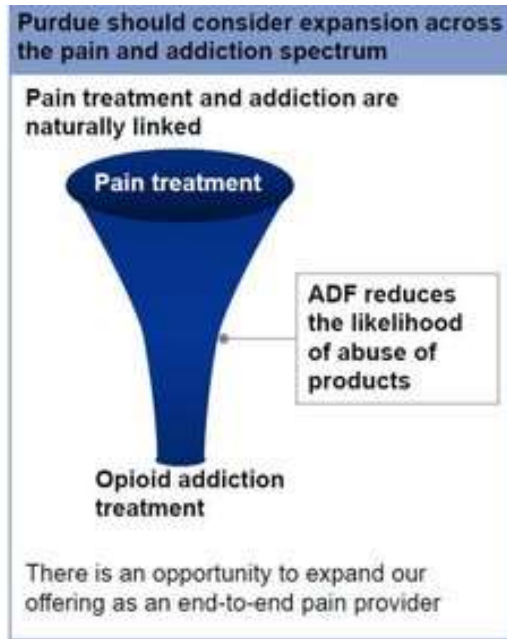 Purdue should consider expansion across
the pain and addiction spectrum
Pain treatment and addiction are
naturally linked
Pain treatment
ADF reduces
the likelihood
of abuse of
products
Opioid addiction
treatment
There is an opportunity to expand our
offering as an end-to-end pain provider